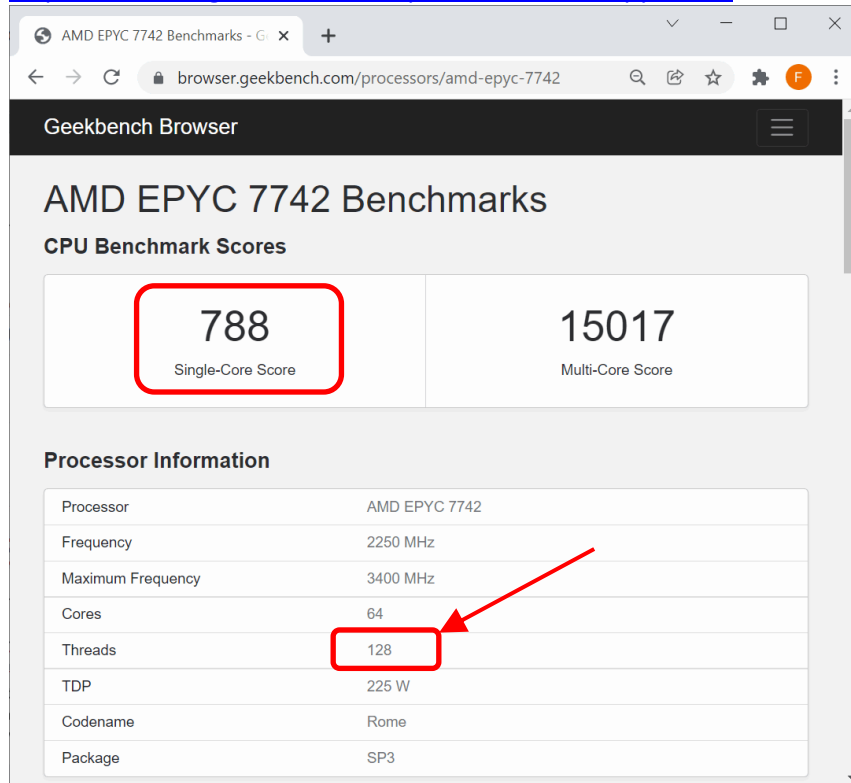 AMD EPYC 7742 Benchmarks - G
browser.geekbench.com/processors/amd-epyc-7742
F
Geekbench Browser
AMD EPYC 7742 Benchmarks
CPU Benchmark Scores
788
Single-Core Score
15017
Multi-Core Score
Processor Information
Processor AMD EPYC 7742
Frequency 2250 MHz
Maximum Frequency 3400 MHz
Cores 64
Threads 128
TDP 225 W
Codename Rome
Package SP3